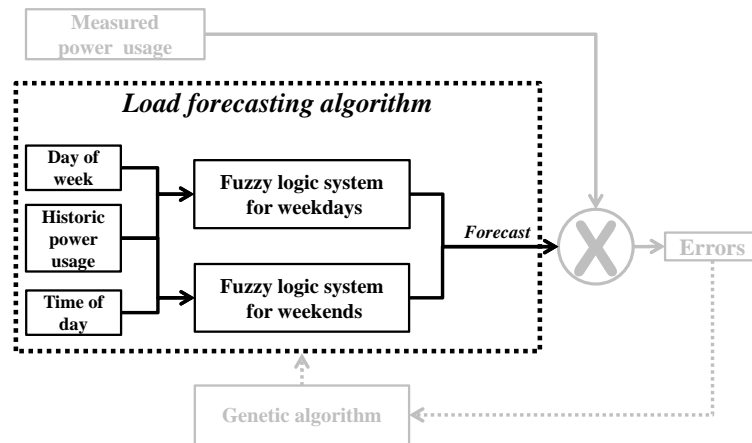 Measured
power usage
Load forecasting algorithm
Day of
week
Historic
power
usage
Time of
day
Fuzzy logic system
for weekdays
Fuzzy logic system
for weekends
Forecast
X
Errors
Genetic algorithm